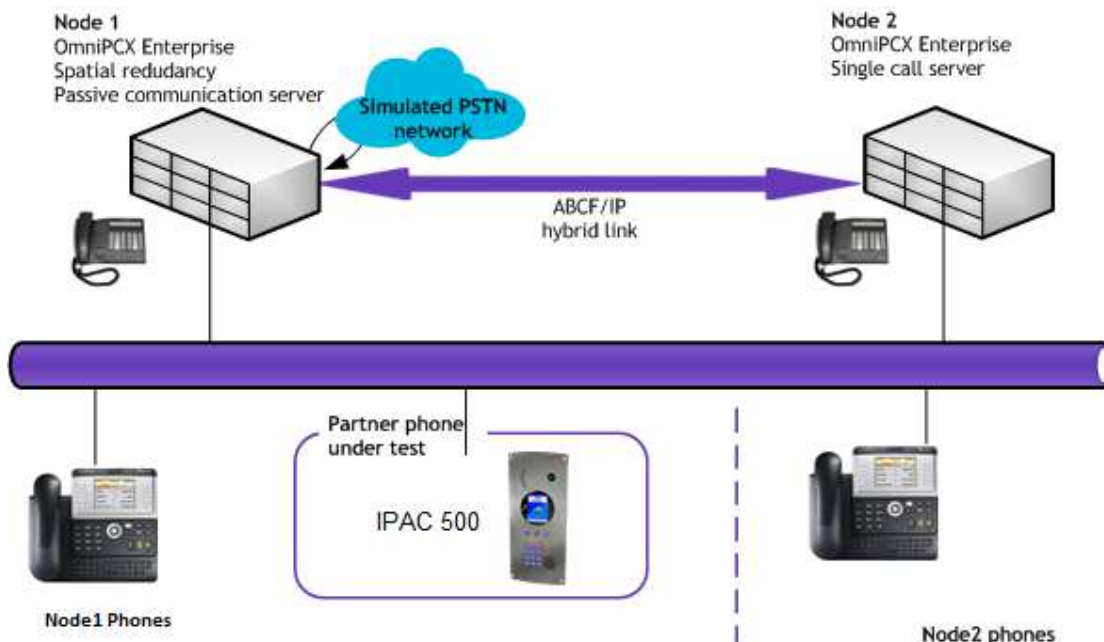 Node 1
OmniPCX Enterprise
Spatial redudancy
Passive communication server
Simulated PSTN
network
Node 2
OmniPCX Enterprise
Single call server
ABCF/IP
hybrid link
Partner phone
under test
IPAC 500
Node1 Phones
Node2 phones